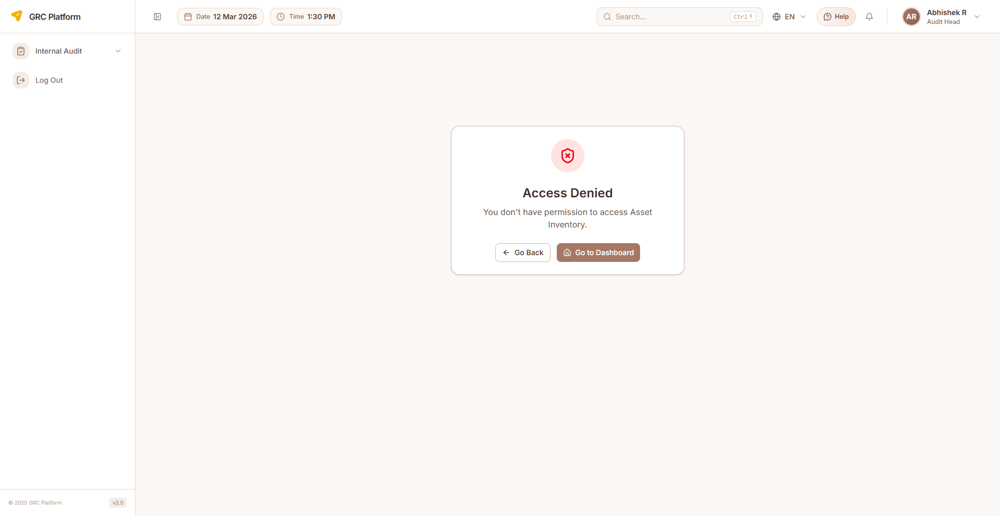 GRC Platform
Date 12 Mar 2026
Time 1:30 PM
Search...
Ctrl K
EN
Help
AR
Abhishek R
Audit Head
Internal Audit
Log Out
Access Denied
You don't have permission to access Asset
Inventory.
Go Back
Go to Dashboard
© 2025 GRC Platform
v2.0